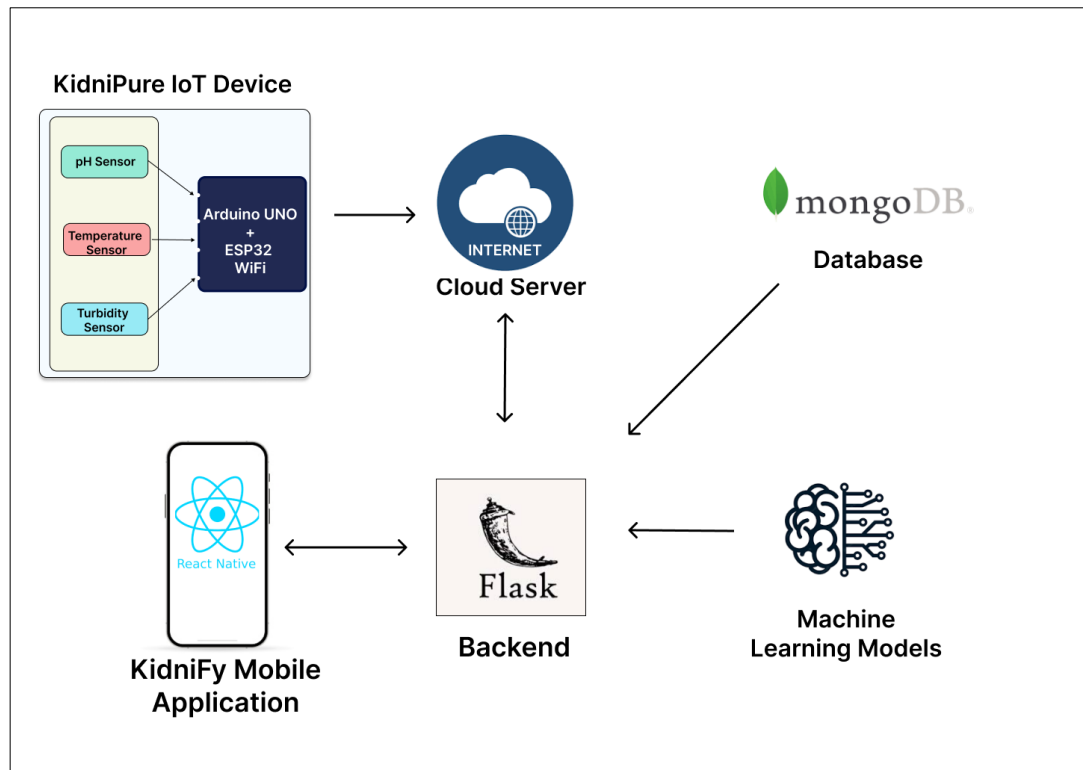 KidniPure IoT Device
pH Sensor
Temperature
Sensor
Turbidity
Sensor
Arduino UNO
+
ESP32
WiFi
INTERNET
Cloud Server
mongoDB®
Database
React Native
KidniFy Mobile
Application
Flask
Backend
Machine
Learning Models